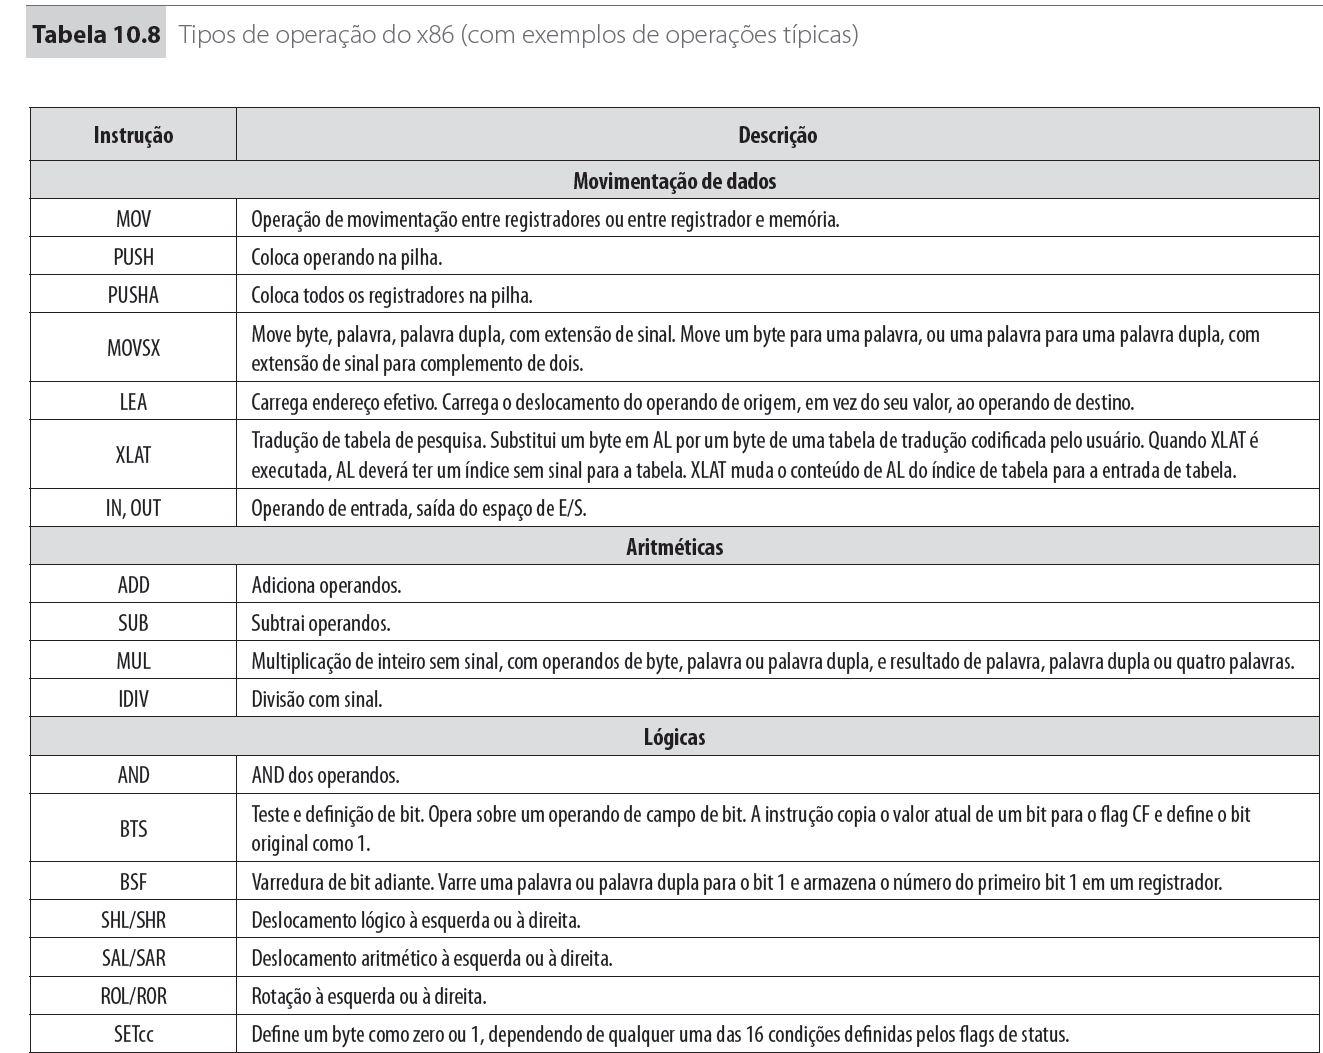 Tabela 10.8 Tipos de operação do x86 (com exemplos de operações típicas)
Instrução Descrição
Movimentação de dados
MOV Operação de movimentação entre registradores ou entre registrador e memória.
PUSH Coloca operando na pilha.
PUSHA Coloca todos os registradores na pilha.
MOVSX Move byte, palavra, palavra dupla, com extensão de sinal. Move um byte para uma palavra, ou uma palavra para uma palavra dupla, com
extensão de sinal para complemento de dois.
LEA Carrega endereço efetivo. Carrega o deslocamento do operando de origem, em vez do seu valor, ao operando de destino.
XLAT Tradução de tabela de pesquisa. Substitui um byte em AL por um byte de uma tabela de tradução codificada pelo usuário. Quando XLAT é
executada, AL deverá ter um índice sem sinal para a tabela. XLAT muda o conteúdo de AL do índice de tabela para a entrada de tabela.
IN, OUT Operando de entrada, saída do espaço de E/S.
Aritméticas
ADD Adiciona operandos.
SUB Subtrai operandos.
MUL Multiplicação de inteiro sem sinal, com operandos de byte, palavra ou palavra dupla, e resultado de palavra, palavra dupla ou quatro palavras.
IDIV Divisão com sinal.
Lógicas
AND AND dos operandos.
BTS Teste e definição de bit. Opera sobre um operando de campo de bit. A instrução copia o valor atual de um bit para o flag CF e define o bit
original como 1.
BSF Varredura de bit adiante. Varre uma palavra ou palavra dupla para o bit 1 e armazena o número do primeiro bit 1 em um registrador.
SHL/SHR Deslocamento lógico à esquerda ou à direita.
SAL/SAR Deslocamento aritmético à esquerda ou à direita.
ROL/ROR Rotação à esquerda ou à direita.
SETcc Define um byte como zero ou 1, dependendo de qualquer uma das 16 condições definidas pelos flags de status.